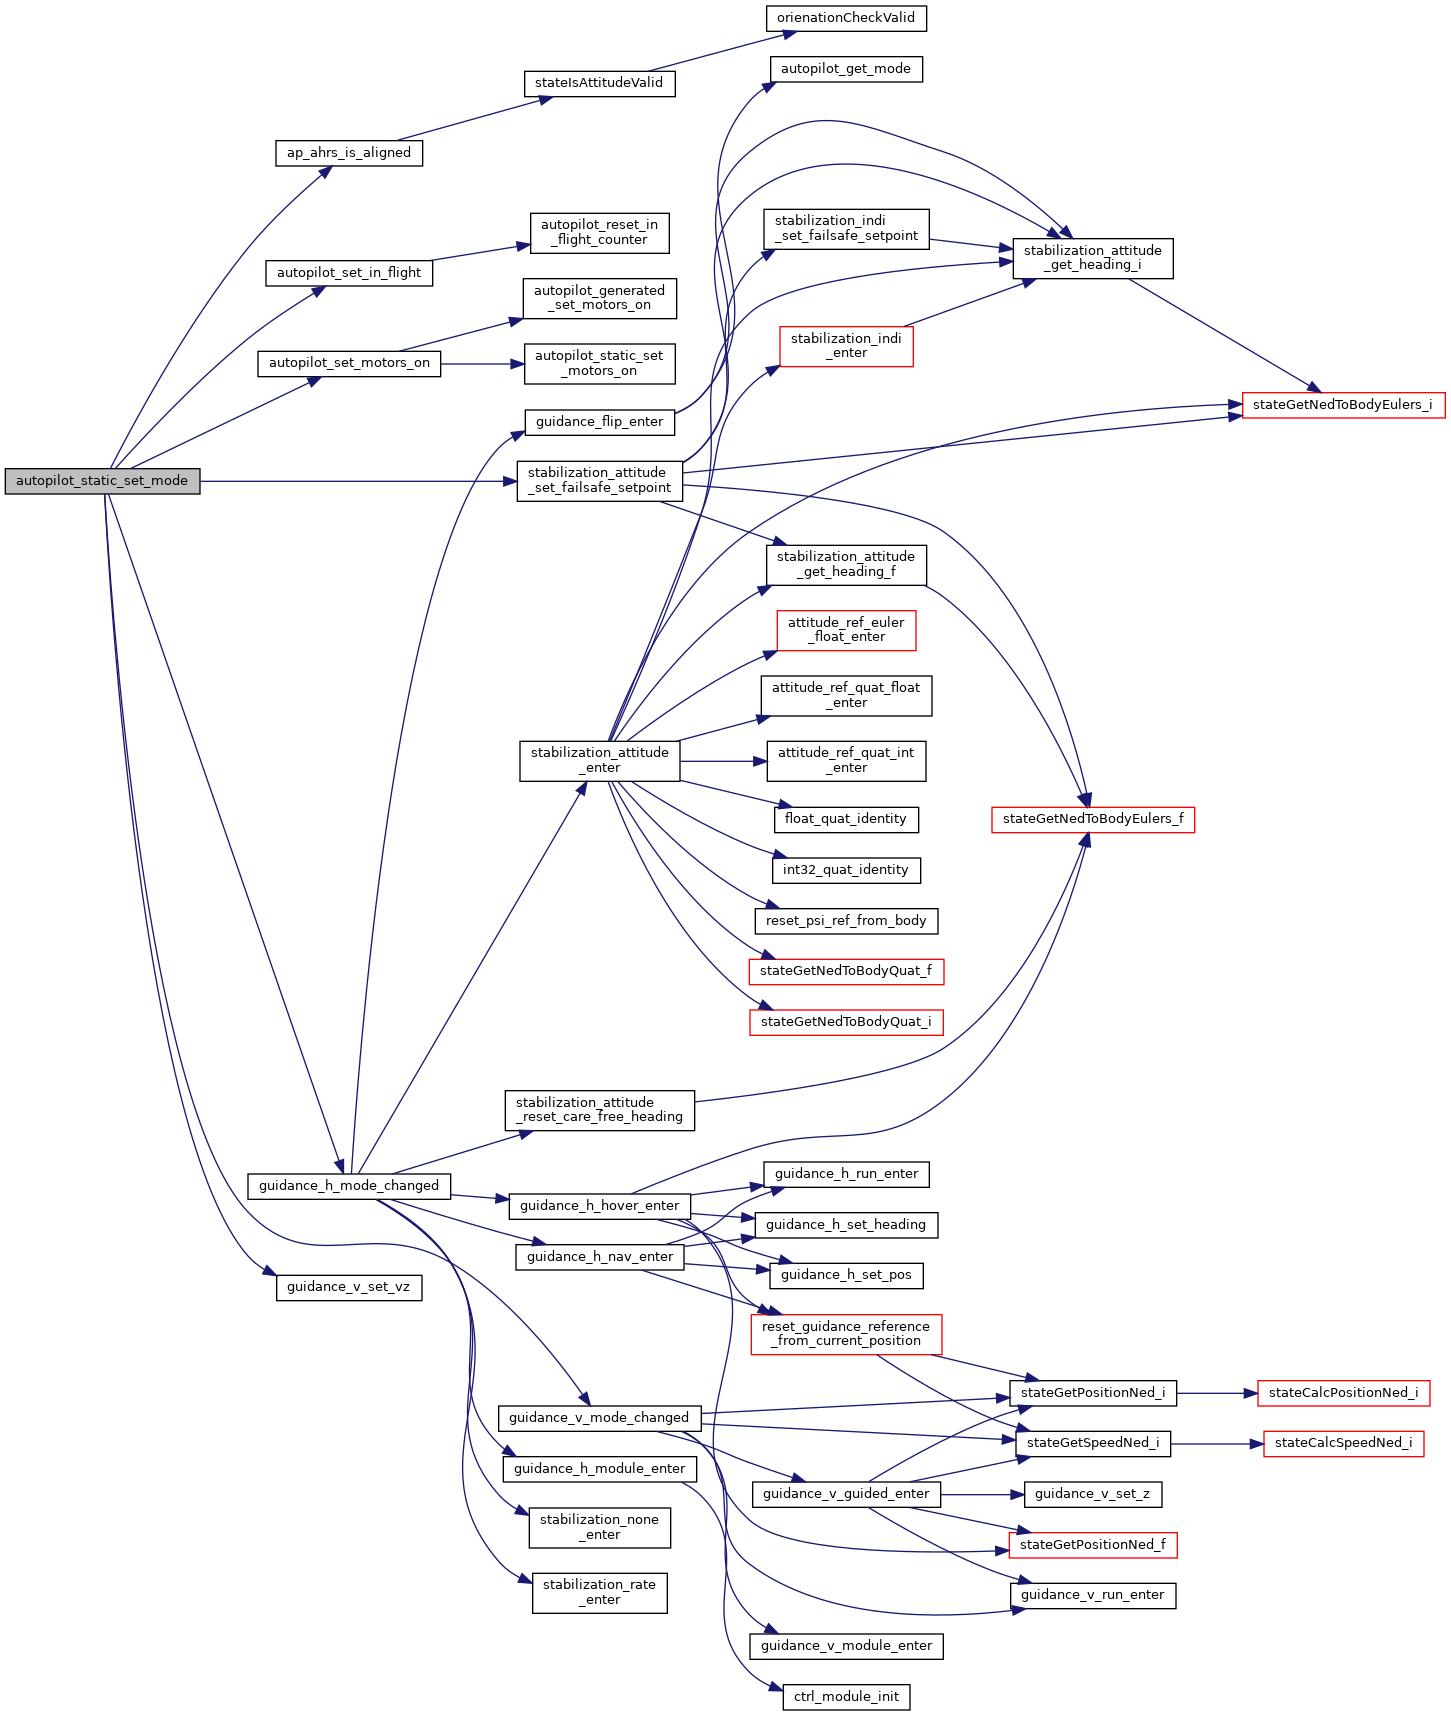 orienationCheckValid
autopilot_get_mode
stateIsAttitudeValid
ap_ahrs_is_aligned
autopilot_reset_in
_flight_counter
stabilization_indi
_set_failsafe_setpoint
stabilization_attitude
_get_heading_i
autopilot_set_in_flight
autopilot_generated
_set_motors_on
stabilization_indi
_enter
autopilot_set_motors_on
autopilot_static_set
_motors_on
stateGetNedToBodyEulers_i
guidance_flip_enter
autopilot_static_set_mode
stabilization_attitude
_set_failsafe_setpoint
stabilization_attitude
_get_heading_f
attitude_ref_euler
_float_enter
attitude_ref_quat_float
_enter
stabilization_attitude
_enter
attitude_ref_quat_int
_enter
float_quat_identity
stateGetNedToBodyEulers_f
int32_quat_identity
reset_psi_ref_from_body
stateGetNedToBodyQuat_f
stateGetNedToBodyQuat_i
stabilization_attitude
_reset_care_free_heading
guidance_h_run_enter
guidance_h_mode_changed
guidance_h_hover_enter
guidance_h_set_heading
guidance_h_nav_enter
guidance_h_set_pos
guidance_v_set_vz
reset_guidance_reference
_from_current_position
stateGetPositionNed_i
stateCalcPositionNed_i
guidance_v_mode_changed
stateGetSpeedNed_i
stateCalcSpeedNed_i
guidance_h_module_enter
guidance_v_guided_enter
guidance_v_set_z
stabilization_none
_enter
stateGetPositionNed_f
stabilization_rate
_enter
guidance_v_run_enter
guidance_v_module_enter
ctrl_module_init